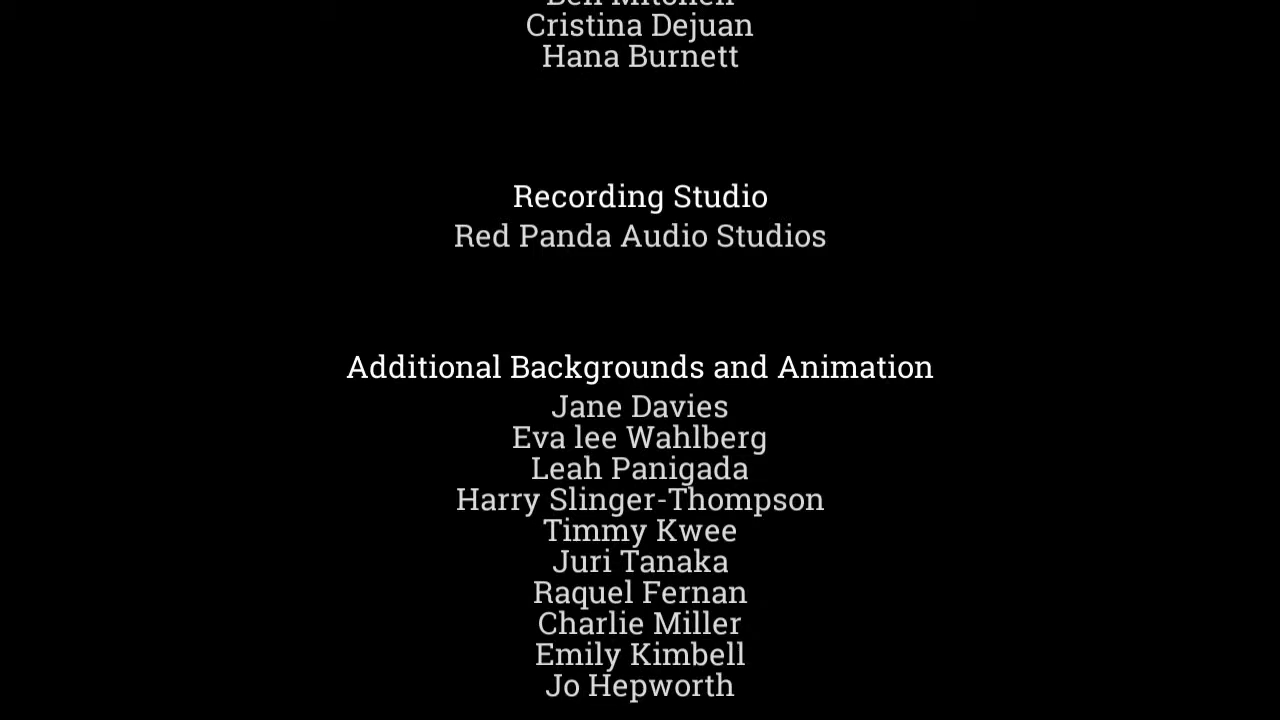 Cristina Dejuan
Hana Burnett
Recording Studio
Red Panda Audio Studios
Additional Backgrounds and Animation
Jane Davies
Eva lee Wahlberg
Leah Panigada
Harry Slinger-Thompson
Timmy Kwee
Juri Tanaka
Raquel Fernan
Charlie Miller
Emily Kimbell
Jo Hepworth